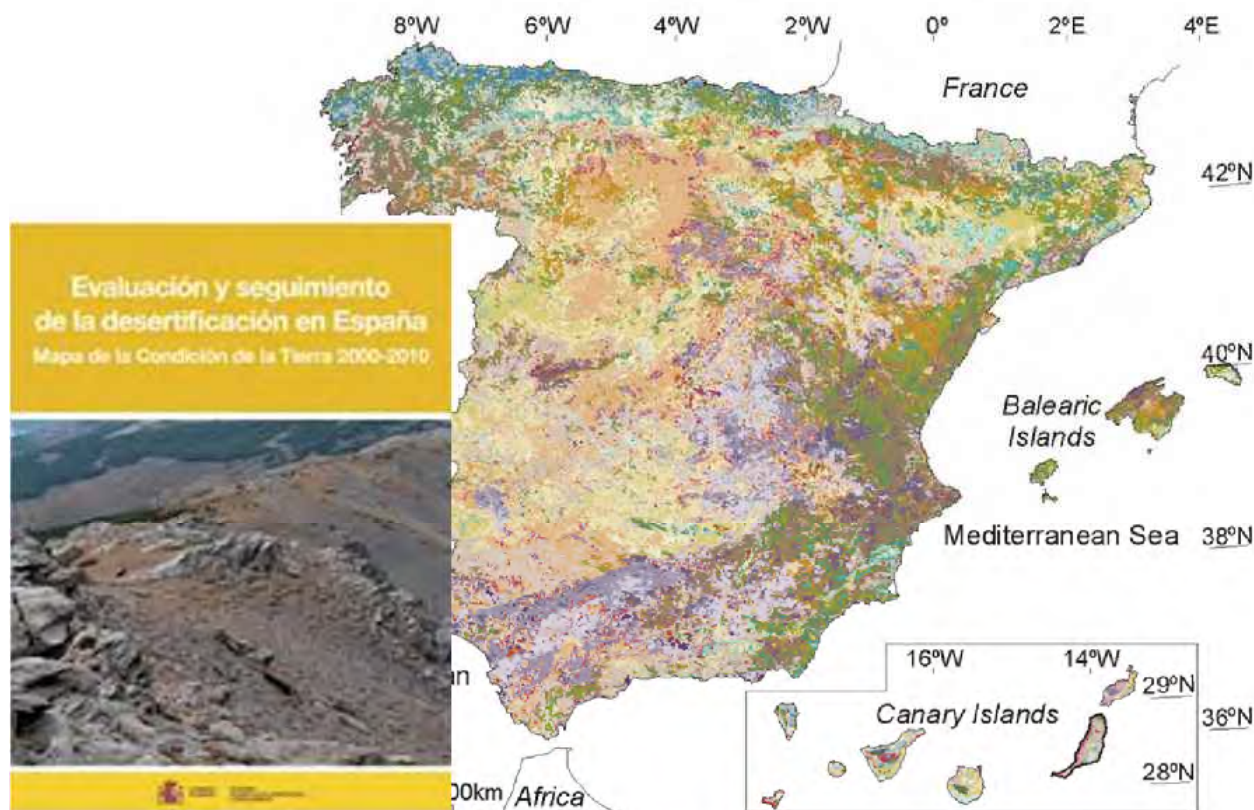 8ºW 6ºW 4ºW 2ºW 0º 2ºE 4ºE
France
42ºN
Evaluación y seguimiento
de la desertificación en España
Mapa de la Condición de la Tierra 2000-2010
40ºN
Balearic
Islands
Mediterranean Sea
38ºN
16ºW 14ºW
29ºN
Canary Islands
36ºN
28ºN
00km
Africa